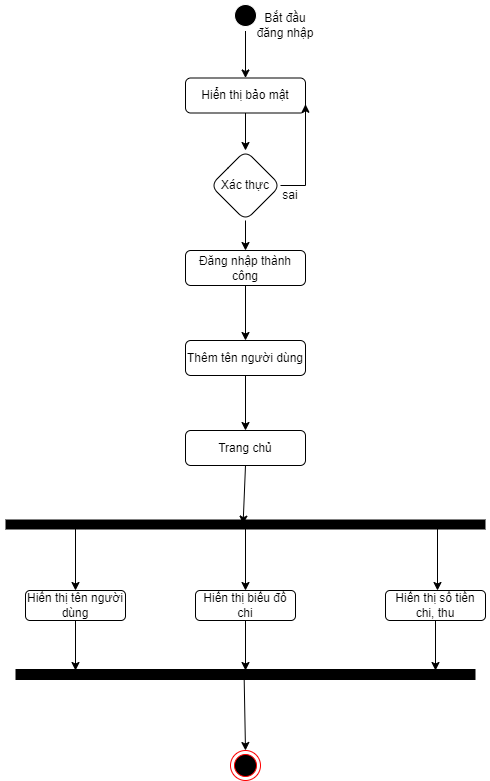 Bắt đầu
đăng nhập
Hiển thị bảo mật
Xác thực
sai
Đăng nhập thành
công
Thêm tên người dùng
Trang chủ
Hiển thị tên người
dùng
Hiển thị biểu đồ
chi
Hiển thị số tiền
chi, thu